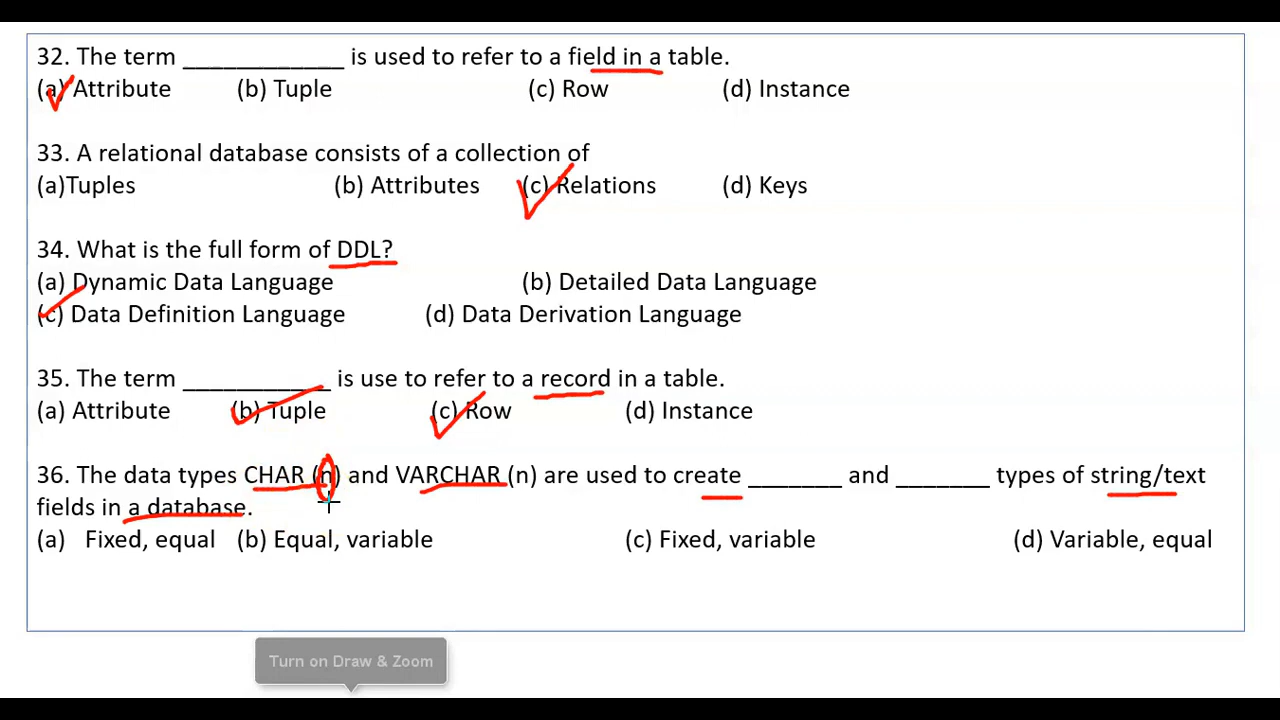 32. The term ____________ is used to refer to a field in a table.
(a) Attribute (b) Tuple (c) Row (d) Instance
33. A relational database consists of a collection of
(a)Tuples (b) Attributes (c) Relations (d) Keys
34. What is the full form of DDL?
(a) Dynamic Data Language (b) Detailed Data Language
(c) Data Definition Language (d) Data Derivation Language
35. The term ___________ is use to refer to a record in a table.
(a) Attribute (b) Tuple (c) Row (d) Instance
36. The data types CHAR (n) and VARCHAR (n) are used to create _______ and _______ types of string/text
fields in a database.
(a) Fixed, equal (b) Equal, variable (c) Fixed, variable (d) Variable, equal
Turn on Draw & Zoom